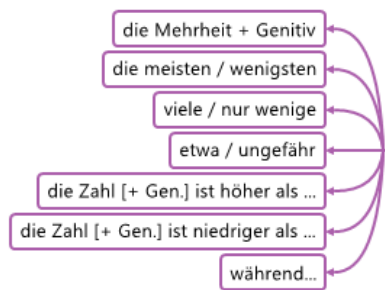 die Mehrheit + Genitiv
die meisten / wenigsten
viele / nur wenige
etwa / ungefähr
die Zahl [+ Gen.] ist höher als ...
die Zahl [+ Gen.] ist niedriger als ...
während...